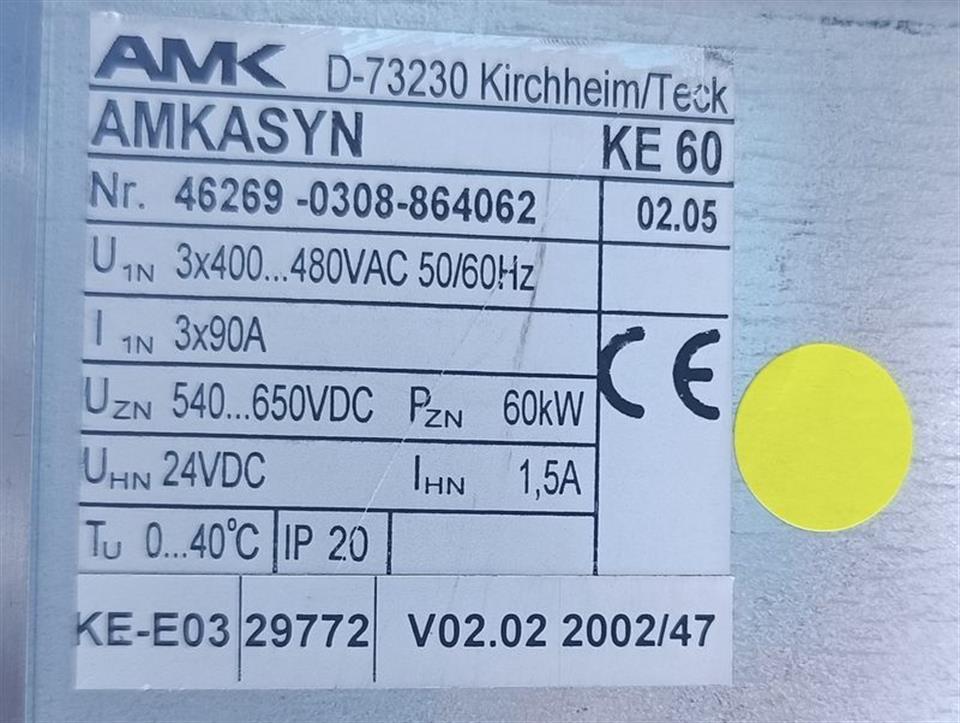 AMK D-73230 Kirchheim/Teck
AMKASYN KE 60
Nr. 46269 -0308-864062 02.05
U1N 3x400...480VAC 50/60Hz
I 1N 3x90A
UZN 540...650VDC PZN 60kW
UHN 24VDC IHN 1,5A
TU 0...40°C IP 20
CE
KE-E03 29772 V02.02 2002/47